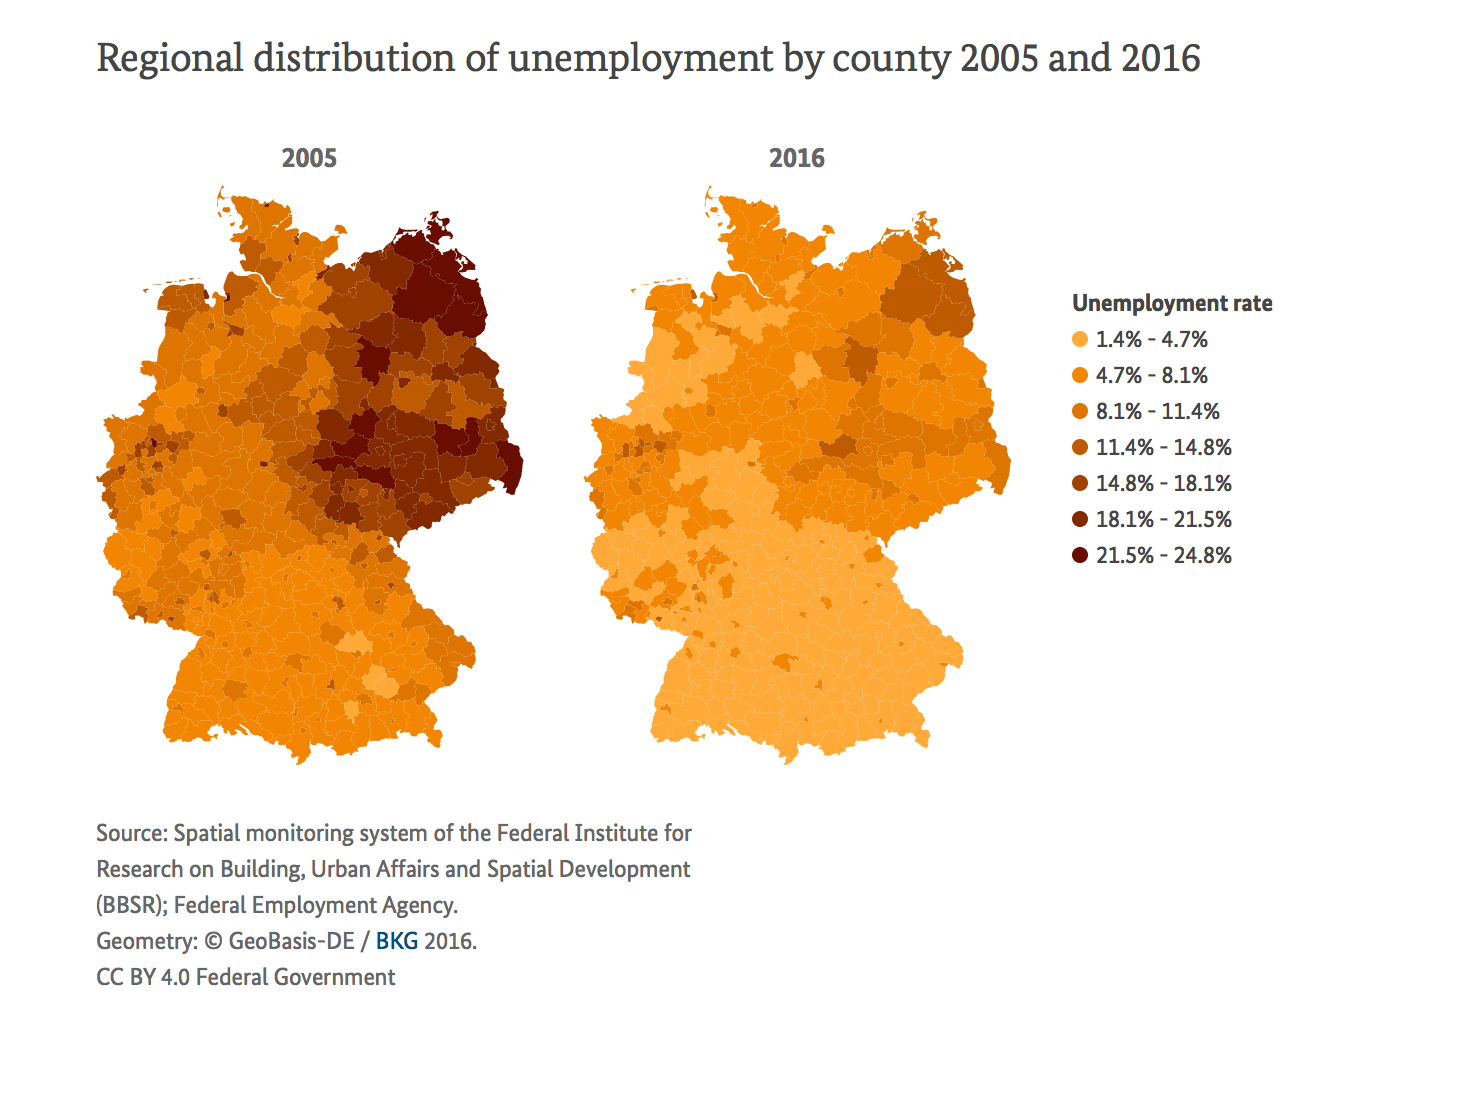 Regional distribution of unemployment by county 2005 and 2016
2005
2016
Unemployment rate
1.4% - 4.7%
4.7% - 8.1%
8.1% - 11.4%
11.4% - 14.8%
14.8% - 18.1%
18.1% - 21.5%
21.5% - 24.8%
Source: Spatial monitoring system of the Federal Institute for
Research on Building, Urban Affairs and Spatial Development
(BBSR); Federal Employment Agency.
Geometry: © GeoBasis-DE / BKG 2016.
CC BY 4.0 Federal Government